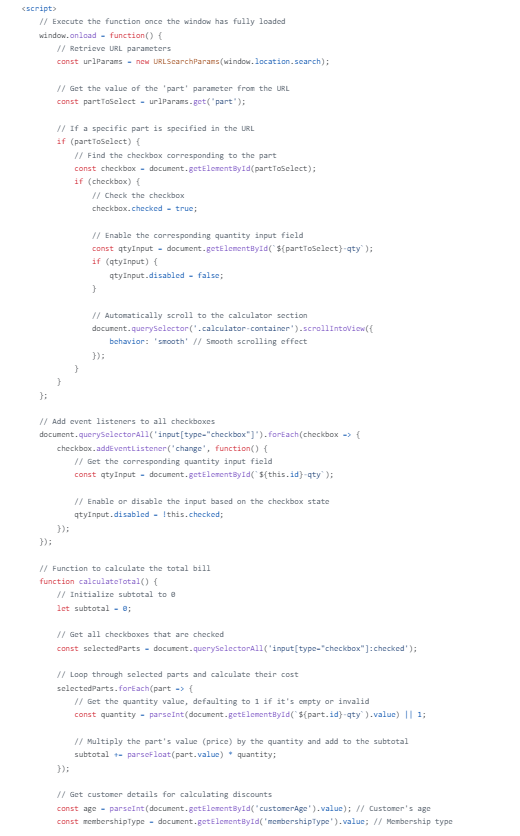 <script>
// Execute the function once the window has fully loaded
window.onload = function() {
// Retrieve URL parameters
const urlParams = new URLSearchParams(window.location.search);
// Get the value of the 'part' parameter from the URL
const partToSelect = urlParams.get('part');
// If a specific part is specified in the URL
if (partToSelect) {
// Find the checkbox corresponding to the part
const checkbox = document.getElementById(partToSelect);
if (checkbox) {
// Check the checkbox
checkbox.checked = true;
// Enable the corresponding quantity input field
const qtyInput = document.getElementById(`${partToSelect}-qty`);
if (qtyInput) {
qtyInput.disabled = false;
}
// Automatically scroll to the calculator section
document.querySelector('.calculator-container').scrollIntoView({
behavior: 'smooth' // Smooth scrolling effect
});
}
}
};
// Add event listeners to all checkboxes
document.querySelectorAll('input[type="checkbox"]').forEach(checkbox => {
checkbox.addEventListener('change', function() {
// Get the corresponding quantity input field
const qtyInput = document.getElementById(`${this.id}-qty`);
// Enable or disable the input based on the checkbox state
qtyInput.disabled = !this.checked;
});
});
// Function to calculate the total bill
function calculateTotal() {
// Initialize subtotal to 0
let subtotal = 0;
// Get all checkboxes that are checked
const selectedParts = document.querySelectorAll('input[type="checkbox"]:checked');
// Loop through selected parts and calculate their cost
selectedParts.forEach(part => {
// Get the quantity value, defaulting to 1 if it's empty or invalid
const quantity = parseInt(document.getElementById(`${part.id}-qty`).value) || 1;
// Multiply the part's value (price) by the quantity and add to the subtotal
subtotal += parseFloat(part.value) * quantity;
});
// Get customer details for calculating discounts
const age = parseInt(document.getElementById('customerAge').value); // Customer's age
const membershipType = document.getElementById('membershipType').value; // Membership type